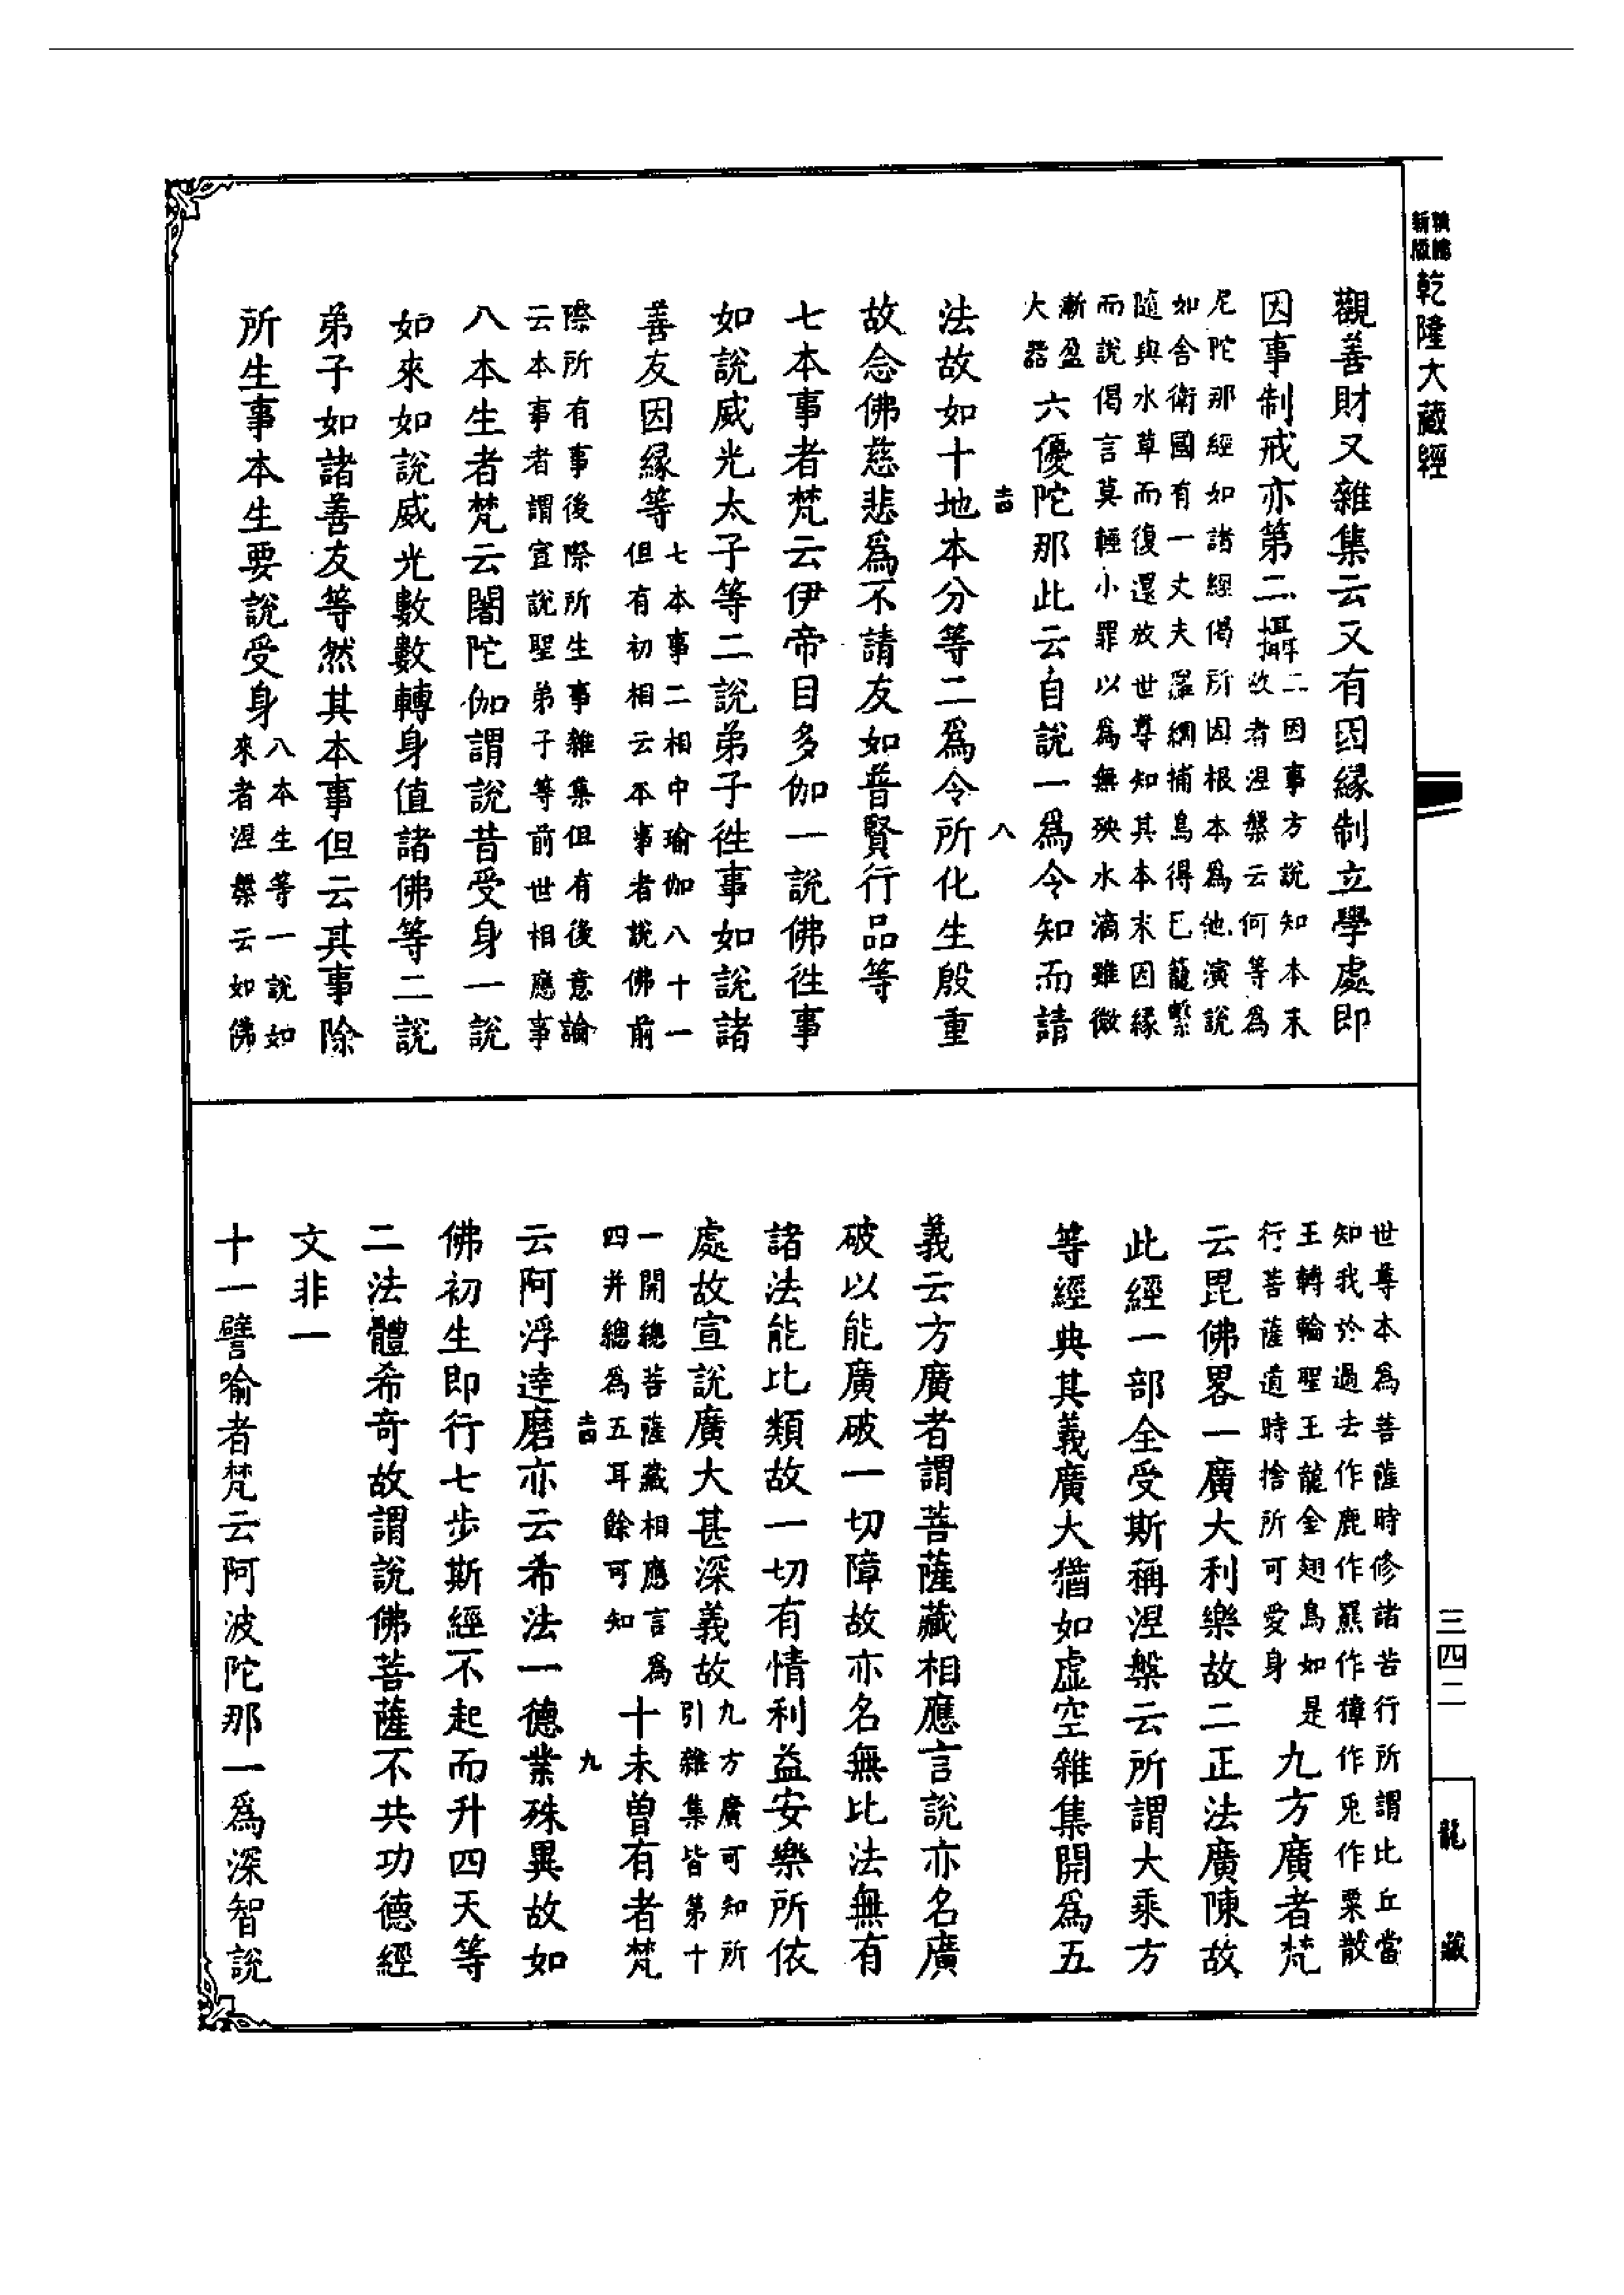 精縮
新版
乾隆大藏經
觀善財又雜集云又有因緣制立學處即
因事制戒亦第二攝
二因事方說知本末
故者涅槃云何等為
尼陀那經如諸經偈所因根本為他演說
如舍衛國有一丈夫羅網捕鳥得已籠繫
隨與水草而復還放世尊知其本末因緣
而說偈言莫輕小罪以為無殃水滴雖微
漸盈
大器
六優陀那此云自說一為令知而請
十四
八
法故如十地本分等二為令所化生殷重
故念佛慈悲為不請友如普賢行品等
七本事者梵云伊帝目多伽一說佛徃事
如說威光太子等二說弟子徃事如說諸
善友因緣等
七本事二相中瑜伽八十一
但有初相云本事者說佛前
際所有事後際所生事雜集但有後意論
云本事者謂宣說聖弟子等前世相應事
八本生者梵云闍陀伽謂說昔受身一說
如來如說威光數數轉身值諸佛等二說
弟子如諸善友等然其本事但云其事除
所生事本生要說受身
八本生等一說如
來者涅槃云如佛
世尊本為菩薩時修諸苦行所謂比丘當
知我於過去作鹿作羆作獐作兎作粟散
王轉輪聖王龍金翅鳥如是
行菩薩道時捨所可愛身
九方廣者梵
云毘佛畧一廣大利樂故二正法廣陳故
此經一部全受斯稱涅槃云所謂大乘方
等經典其義廣大猶如虛空雜集開為五
義云方廣者謂菩薩藏相應言說亦名廣
破以能廣破一切障故亦名無比法無有
諸法能比類故一切有情利益安樂所依
處故宣說廣大甚深義故
九方廣可知所
引雜集皆第十
一開總菩薩藏相應言為
四并總為五耳餘可知
十未曾有者梵
十四
九
云阿浮達磨亦云希法一德業殊異故如
佛初生即行七步斯經不起而升四天等
二法體希奇故謂說佛菩薩不共功德經
文非一
十一譬喻者梵云阿波陀那一為深智說
三四二
龍藏